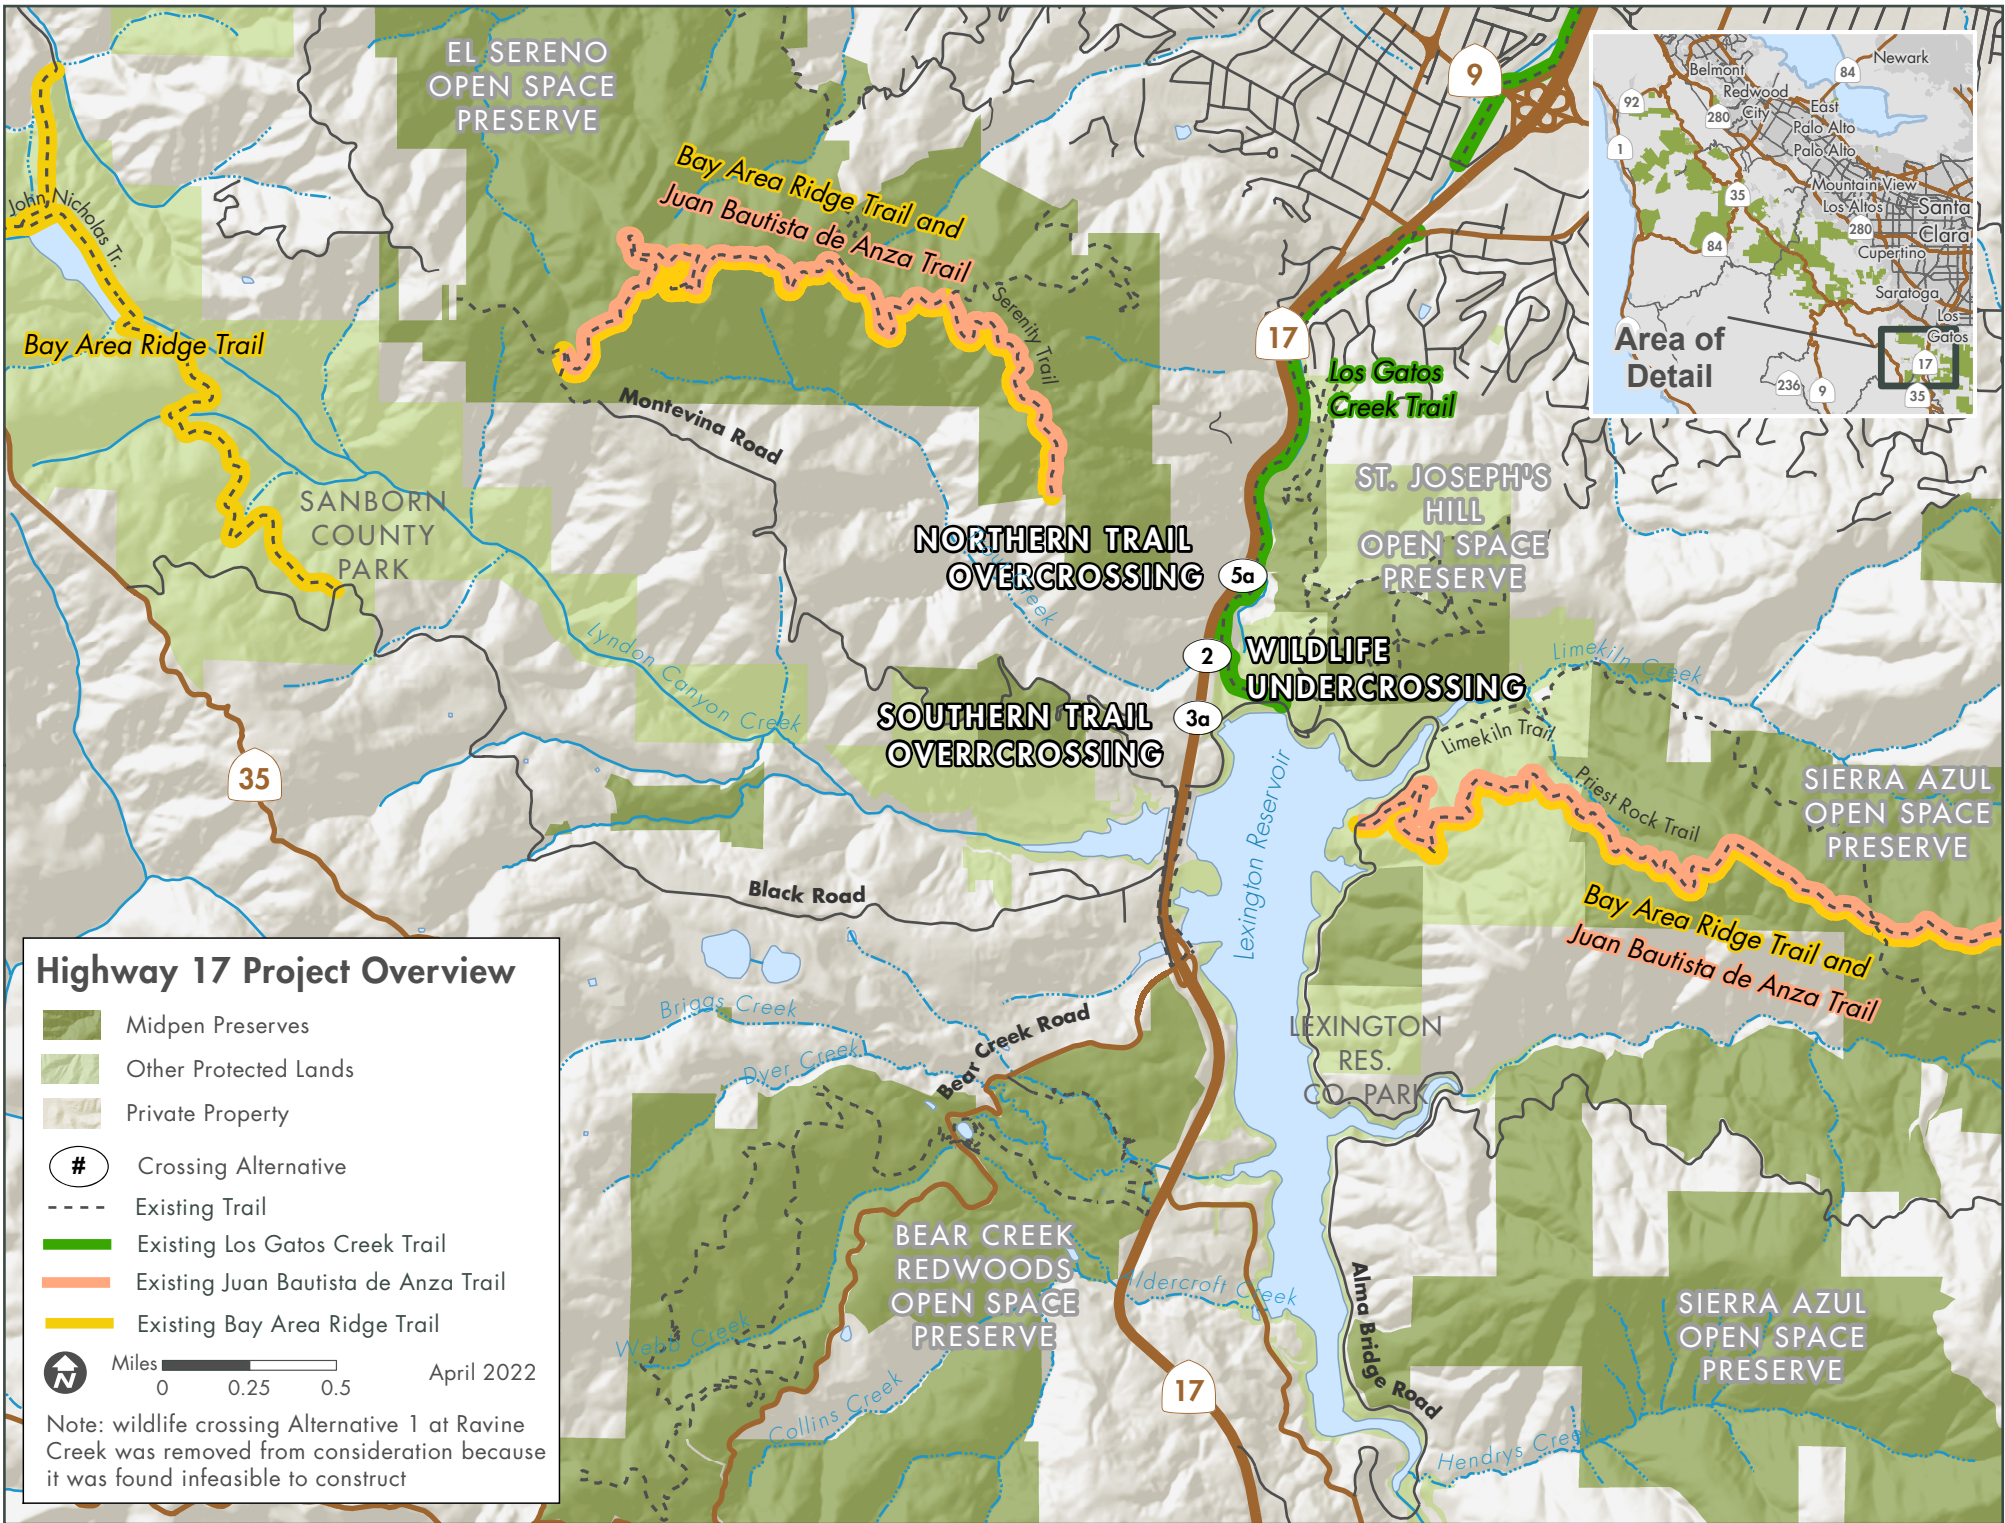 EL SERENO
OPEN SPACE
PRESERVE
9
Bay Area Ridge Trail and
Juan Bautista de Anza Trail
Serenity Trail
John Nicholas Tr.
Bay Area Ridge Trail
17
Los Gatos
Creek Trail
Montevina Road
SANBORN
COUNTY
PARK
ST. JOSEPH'S
HILL
OPEN SPACE
PRESERVE
NORTHERN TRAIL
OVERCROSSING
5a
Creek
2
WILDLIFE
UNDERCROSSING
Lyndon Canyon Creek
Limekiln Creek
SOUTHERN TRAIL
OVERRCROSSING
3a
Limekiln Trail
Priest Rock Trail
35
Lexington Reservoir
SIERRA AZUL
OPEN SPACE
PRESERVE
Black Road
Bay Area Ridge Trail and
Juan Bautista de Anza Trail
Briggs Creek
Dyer Creek
Bear Creek Road
LEXINGTON
RES.
CO. PARK
BEAR CREEK
REDWOODS
OPEN SPACE
PRESERVE
Aldercroft Creek
Webb Creek
Collins Creek
17
Alma Bridge Road
SIERRA AZUL
OPEN SPACE
PRESERVE
Hendrys Creek
Newark
84
Belmont
Redwood
City
92
280
East
Palo Alto
Palo Alto
1
Mountain View
Los Altos
35
Santa
Clara
280
84
Cupertino
Saratoga
Los
Gatos
Area of
Detail
17
236
9
35
Highway 17 Project Overview
Midpen Preserves
Other Protected Lands
Private Property
# Crossing Alternative
Existing Trail
Existing Los Gatos Creek Trail
Existing Juan Bautista de Anza Trail
Existing Bay Area Ridge Trail
N
Miles
0 0.25 0.5
April 2022
Note: wildlife crossing Alternative 1 at Ravine
Creek was removed from consideration because
it was found infeasible to construct